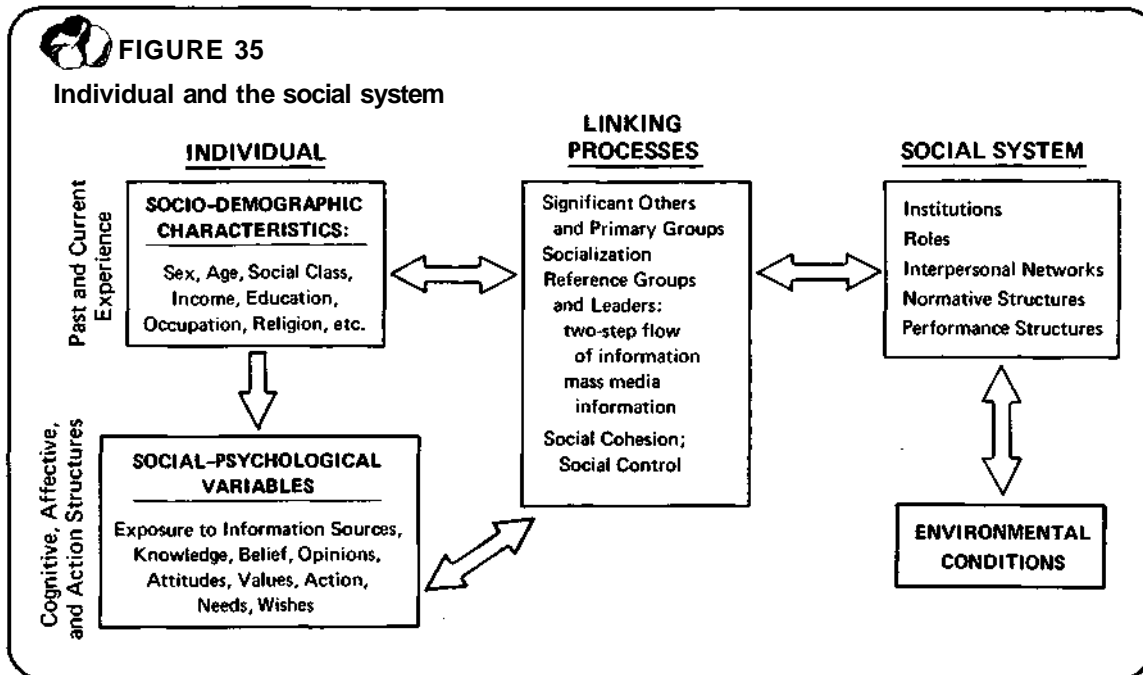 FIGURE 35
Individual and the social system
INDIVIDUAL
LINKING
PROCESSES
SOCIAL SYSTEM
Past and Current
Experience
SOCIO-DEMOGRAPHIC
CHARACTERISTICS:
Sex, Age, Social Class,
Income, Education,
Occupation, Religion, etc.
Cognitive, Affective,
and Action Structures
SOCIAL-PSYCHOLOGICAL
VARIABLES
Exposure to Information Sources,
Knowledge, Belief, Opinions,
Attitudes, Values, Action,
Needs, Wishes
Significant Others
and Primary Groups
Socialization
Reference Groups
and Leaders:
two-step flow
of information
mass media
information
Social Cohesion;
Social Control
Institutions
Roles
Interpersonal Networks
Normative Structures
Performance Structures
ENVIRONMENTAL
CONDITIONS